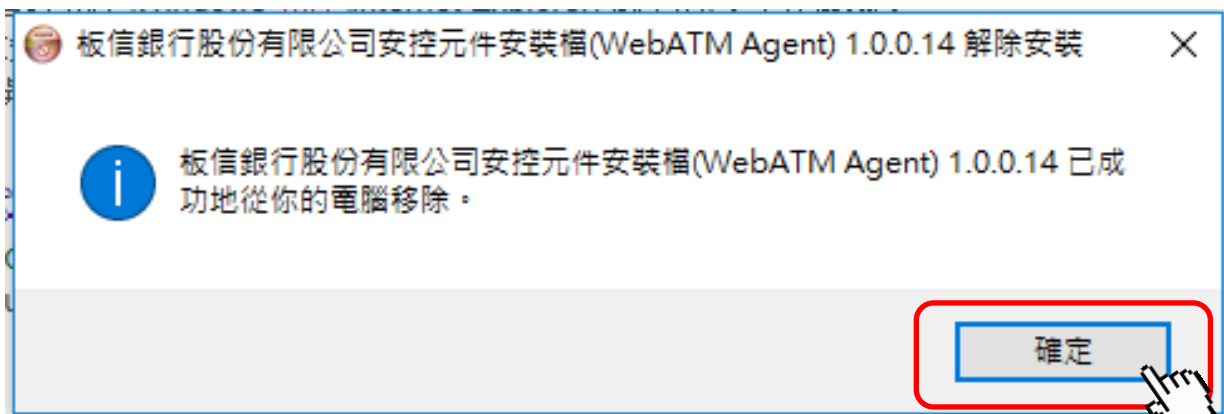 板信銀行股份有限公司安控元件安裝檔(WebATM Agent) 1.0.0.14 解除安裝
板信銀行股份有限公司安控元件安裝檔(WebATM Agent) 1.0.0.14 已成
功地從你的電腦移除。
確定